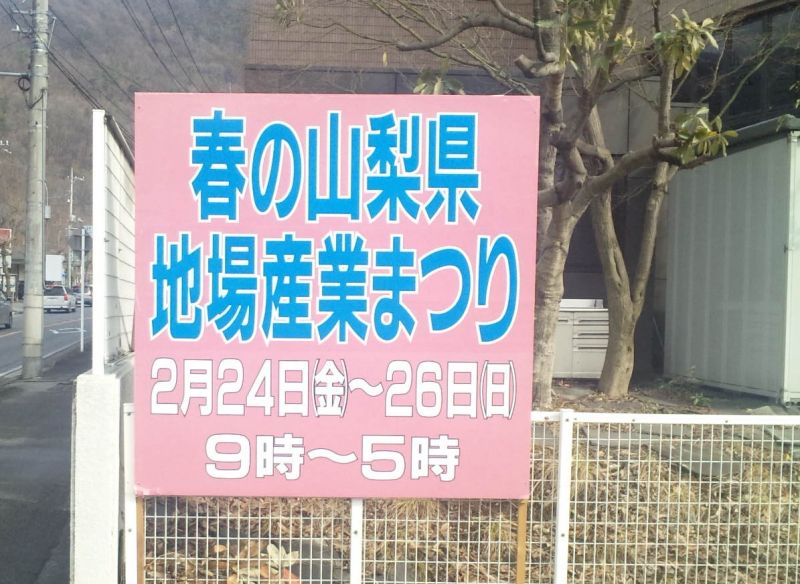 春の山梨県
地場産業まつり
2月24日㈮～26日㈰
9時～5時